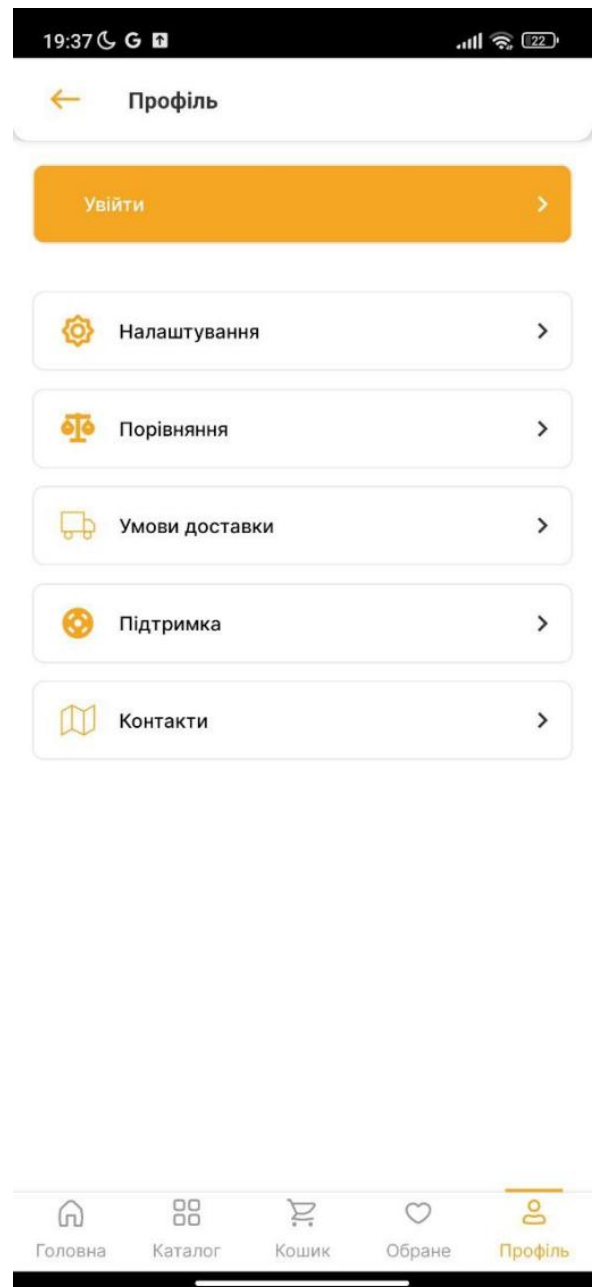 19:37 G 22
Профіль
Увійти
Налаштування
Порівняння
Умови доставки
Підтримка
Контакти
Головна Каталог Кошик Обране Профіль